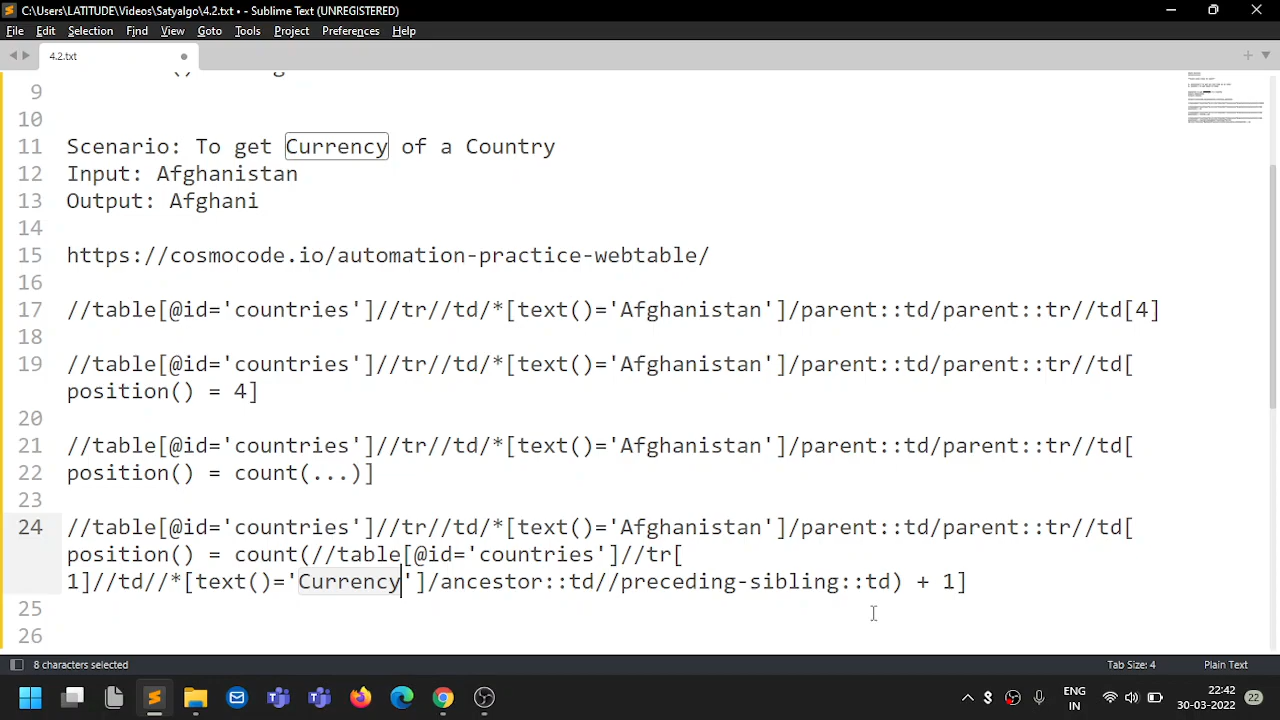 C:\Users\LATITUDE\Videos\Satyalgo\4.2.txt • - Sublime Text (UNREGISTERED)
File Edit Selection Find View Goto Tools Project Preferences Help
4.2.txt
9
10
11 Scenario: To get Currency of a Country
12 Input: Afghanistan
13 Output: Afghani
14
15 https://cosmocode.io/automation-practice-webtable/
16
17 //table[@id='countries']//tr//td/*[text()='Afghanistan']/parent::td/parent::tr//td[4]
18
19 //table[@id='countries']//tr//td/*[text()='Afghanistan']/parent::td/parent::tr//td[
position() = 4]
20
21 //table[@id='countries']//tr//td/*[text()='Afghanistan']/parent::td/parent::tr//td[
22 position() = count(...)]
23
24 //table[@id='countries']//tr//td/*[text()='Afghanistan']/parent::td/parent::tr//td[
position() = count(//table[@id='countries']//tr[
1]//td//*[text()='Currency']/ancestor::td//preceding-sibling::td) + 1]
25
26
8 characters selected Tab Size: 4 Plain Text
ENG 22:42
IN 30-03-2022 22